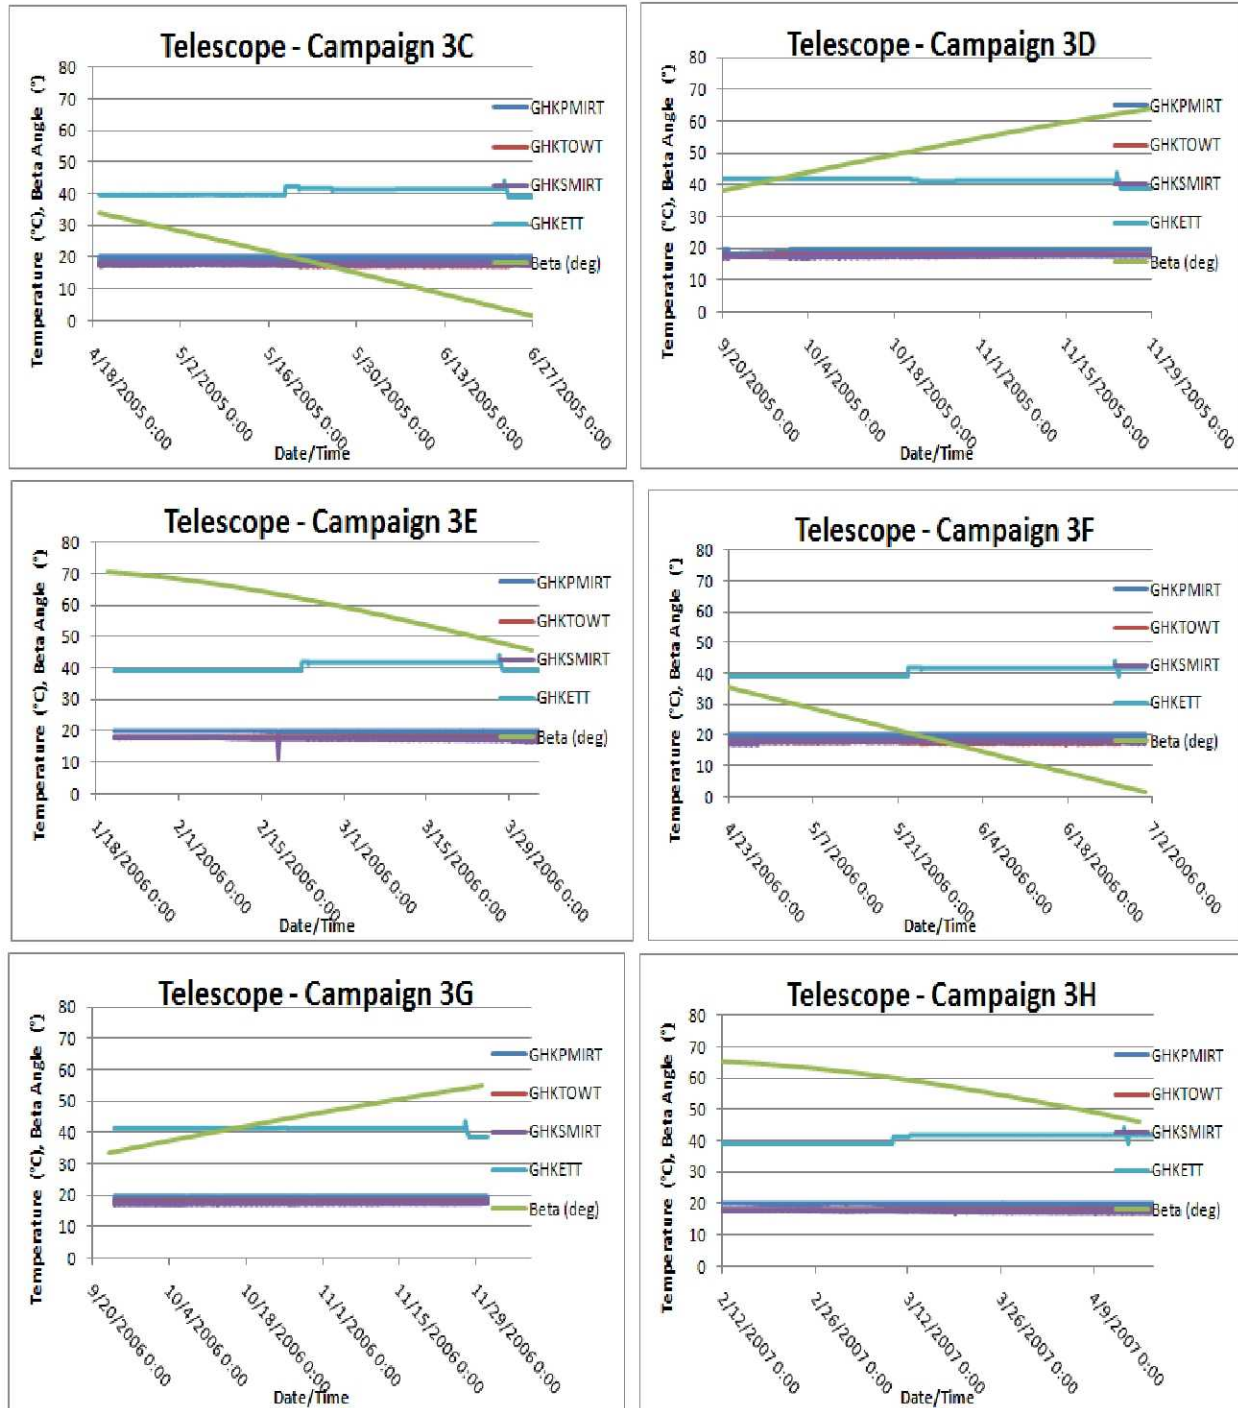 Telescope - Campaign 3C
Temperature (°C), Beta Angle (°)
80
70
60
50
40
30
20
10
0
GHKPMIRT
GHKTOWT
GHKSMIRT
GHKETT
Beta (deg)
4/18/2005 0:00
5/2/2005 0:00
5/16/2005 0:00
5/30/2005 0:00
6/13/2005 0:00
6/27/2005 0:00
Date/Time
Telescope - Campaign 3D
Temperature (°C), Beta Angle (°)
80
70
60
50
40
30
20
10
0
GHKPMIRT
GHKTOWT
GHKSMIRT
GHKETT
Beta (deg)
9/20/2005 0:00
10/4/2005 0:00
10/18/2005 0:00
11/1/2005 0:00
11/15/2005 0:00
11/29/2005 0:00
Date/Time
Telescope - Campaign 3E
Temperature (°C), Beta Angle (°)
80
70
60
50
40
30
20
10
0
GHKPMIRT
GHKTOWT
GHKSMIRT
GHKETT
Beta (deg)
1/18/2006 0:00
2/1/2006 0:00
2/15/2006 0:00
3/1/2006 0:00
3/15/2006 0:00
3/29/2006 0:00
Date/Time
Telescope - Campaign 3F
Temperature (°C), Beta Angle (°)
80
70
60
50
40
30
20
10
0
GHKPMIRT
GHKTOWT
GHKSMIRT
GHKETT
Beta (deg)
4/23/2006 0:00
5/7/2006 0:00
5/21/2006 0:00
6/4/2006 0:00
6/18/2006 0:00
7/2/2006 0:00
Date/Time
Telescope - Campaign 3G
Temperature (°C), Beta Angle (°)
80
70
60
50
40
30
20
10
0
GHKPMIRT
GHKTOWT
GHKSMIRT
GHKETT
Beta (deg)
9/20/2006 0:00
10/4/2006 0:00
10/18/2006 0:00
11/1/2006 0:00
11/15/2006 0:00
11/29/2006 0:00
Date/Time
Telescope - Campaign 3H
Temperature (°C), Beta Angle (°)
80
70
60
50
40
30
20
10
0
GHKPMIRT
GHKTOWT
GHKSMIRT
GHKETT
Beta (deg)
2/12/2007 0:00
2/26/2007 0:00
3/12/2007 0:00
3/26/2007 0:00
4/9/2007 0:00
Date/Time